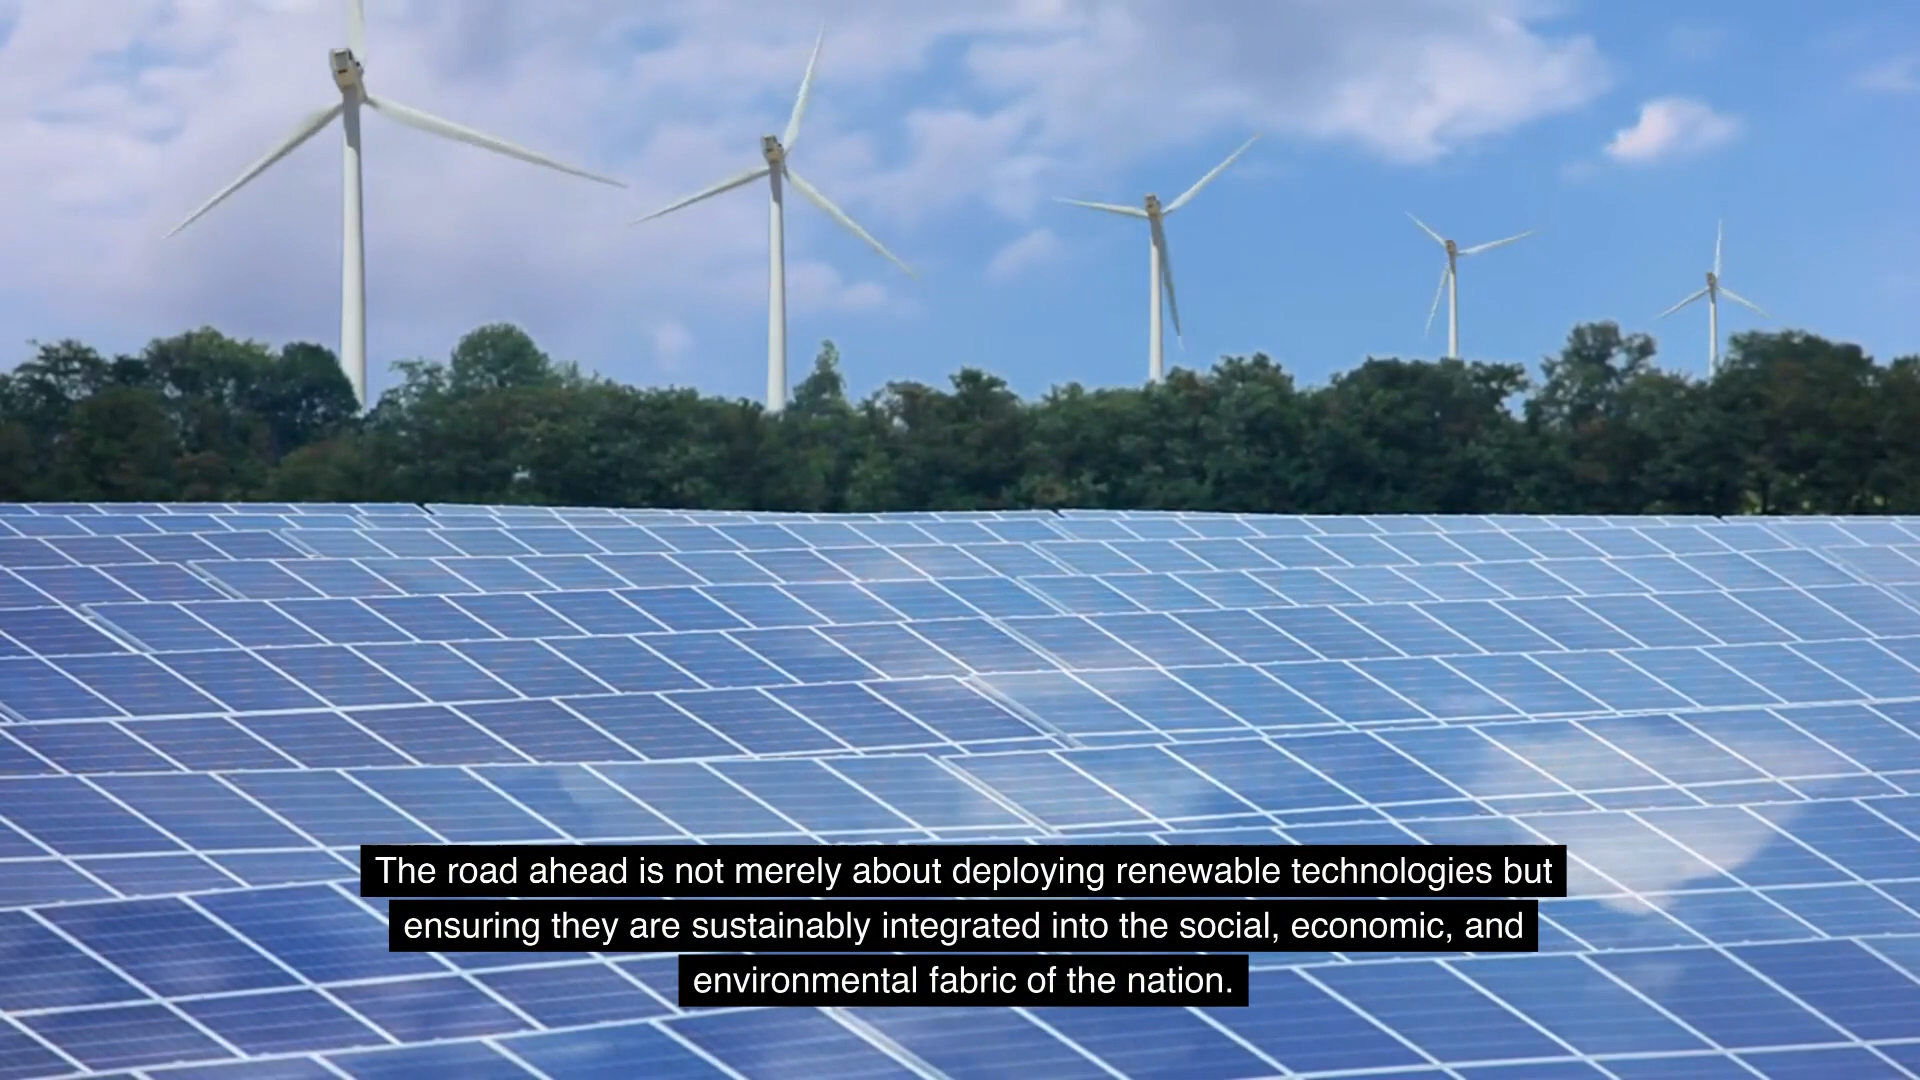 The road ahead is not merely about deploying renewable technologies but
ensuring they are sustainably integrated into the social, economic, and
environmental fabric of the nation.